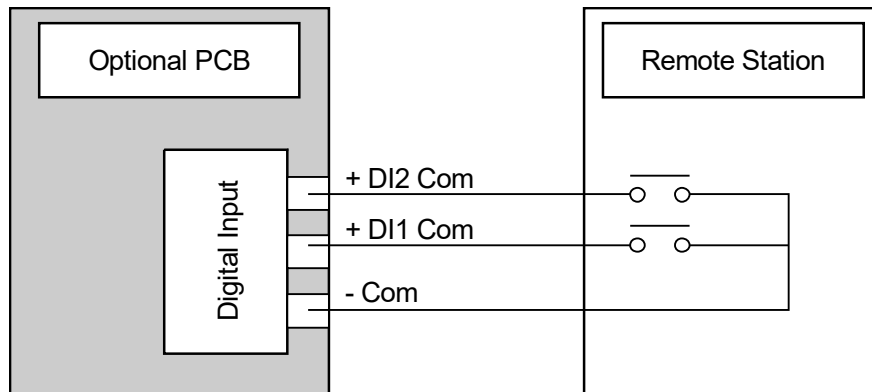 Optional PCB
Remote Station
Digital Input
+ DI2 Com
+ DI1 Com
- Com